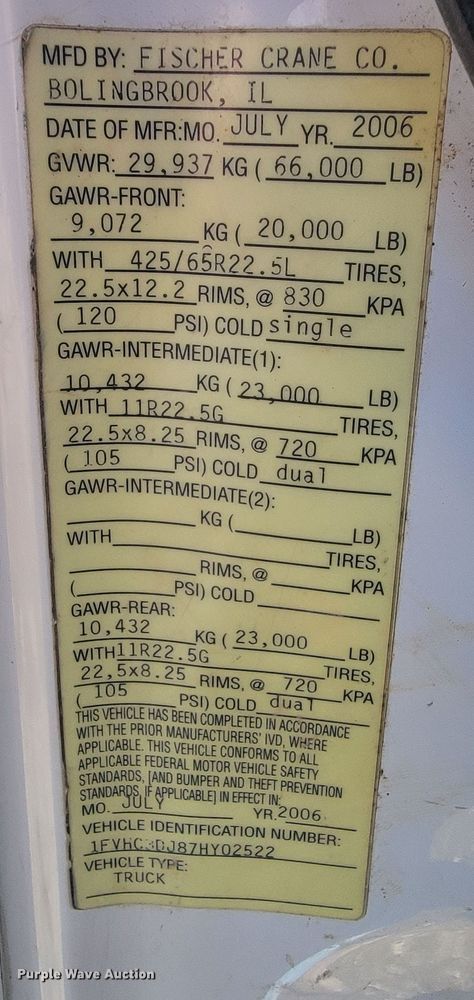 MFD BY: FISCHER CRANE CO.
BOLINGBROOK, IL
DATE OF MFR:MO. JULY YR. 2006
GVWR: 29,937 KG ( 66,000 LB)
GAWR-FRONT:
9,072 KG ( 20,000 LB)
WITH 425/65R22.5L TIRES,
22.5x12.2 RIMS, @ 830 KPA
( 120 PSI) COLD single
GAWR-INTERMEDIATE(1):
10,432 KG ( 23,000 LB)
WITH 11R22.5G TIRES,
22.5x8.25 RIMS, @ 720 KPA
( 105 PSI) COLD dual
GAWR-INTERMEDIATE(2):
KG ( LB)
WITH TIRES,
RIMS, @ KPA
( PSI) COLD
GAWR-REAR:
10,432 KG ( 23,000 LB)
WITH 11R22.5G TIRES,
22,5x8.25 RIMS, @ 720 KPA
( 105 PSI) COLD dual
THIS VEHICLE HAS BEEN COMPLETED IN ACCORDANCE
WITH THE PRIOR MANUFACTURERS' IVD, WHERE
APPLICABLE. THIS VEHICLE CONFORMS TO ALL
APPLICABLE FEDERAL MOTOR VEHICLE SAFETY
STANDARDS, [AND BUMPER AND THEFT PREVENTION
STANDARDS, IF APPLICABLE] IN EFFECT IN:
MO. JULY YR. 2006
VEHICLE IDENTIFICATION NUMBER:
1FVHC3DJ87HY02522
VEHICLE TYPE:
TRUCK
Purple Wave Auction